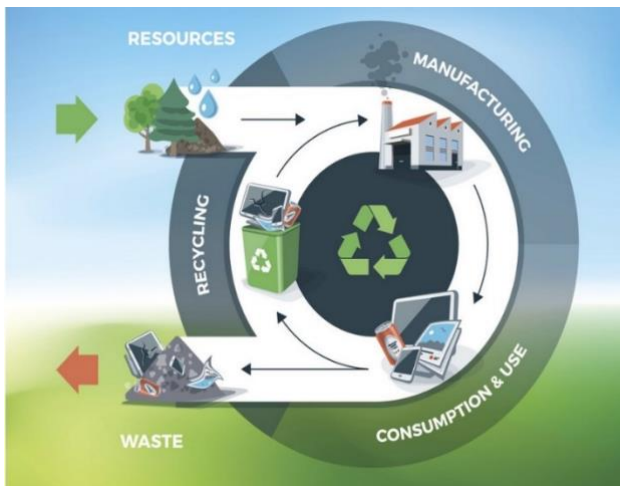 RESOURCES
MANUFACTURING
RECYCLING
CONSUMPTION & USE
WASTE